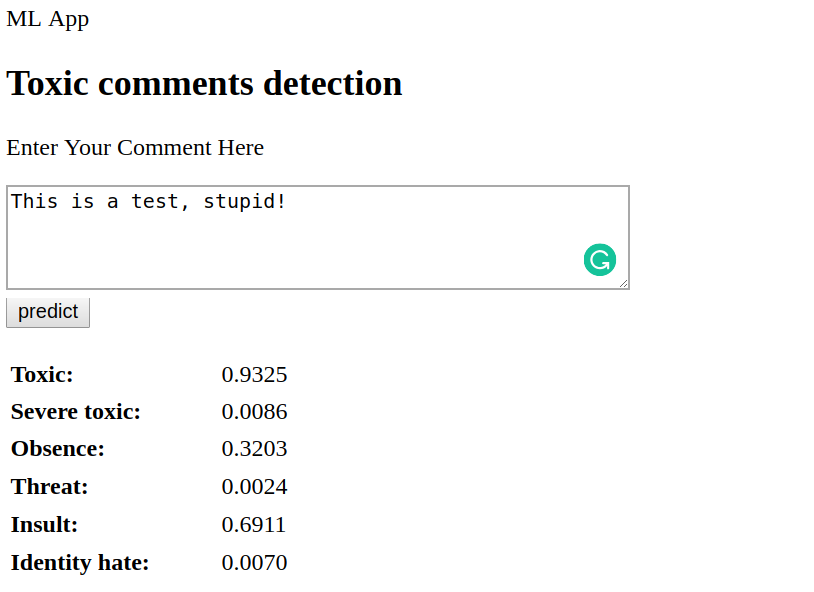 ML App
Toxic comments detection
Enter Your Comment Here
This is a test, stupid!
predict
Toxic: 0.9325
Severe toxic: 0.0086
Obsence: 0.3203
Threat: 0.0024
Insult: 0.6911
Identity hate: 0.0070